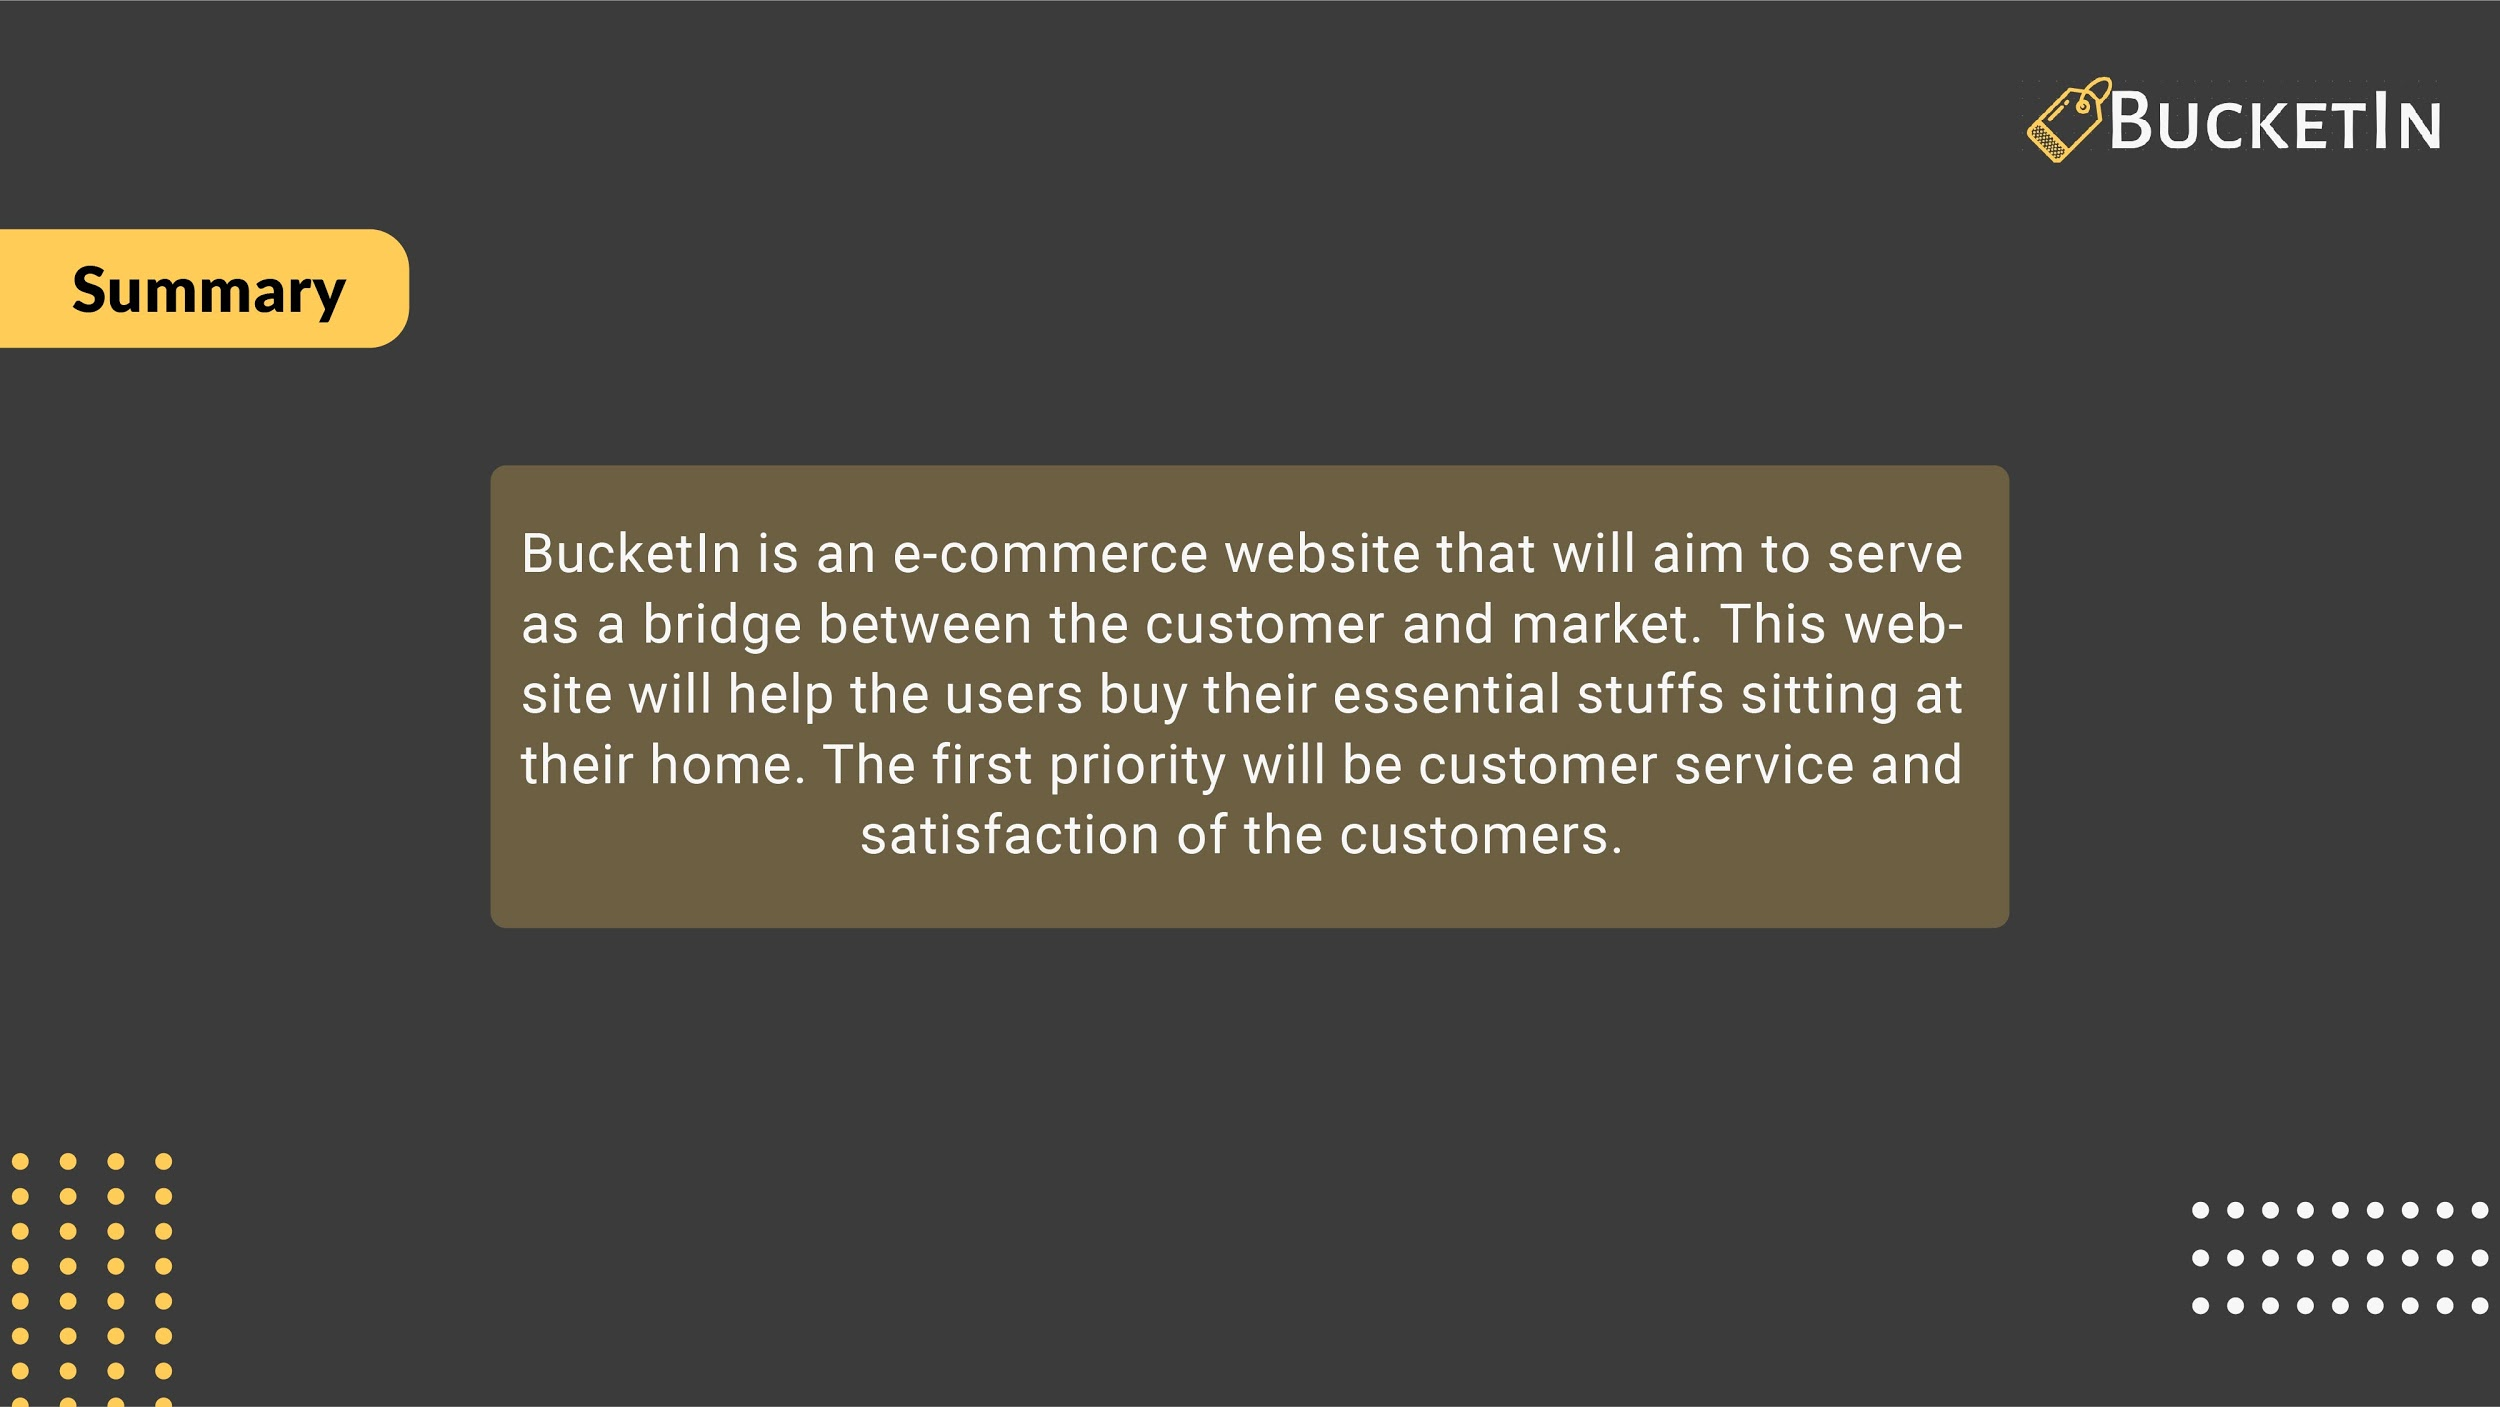 BUCKETIN
Summary
BucketIn is an e-commerce website that will aim to serve
as a bridge between the customer and market. This web-
site will help the users buy their essential stuffs sitting at
their home. The first priority will be customer service and
satisfaction of the customers.